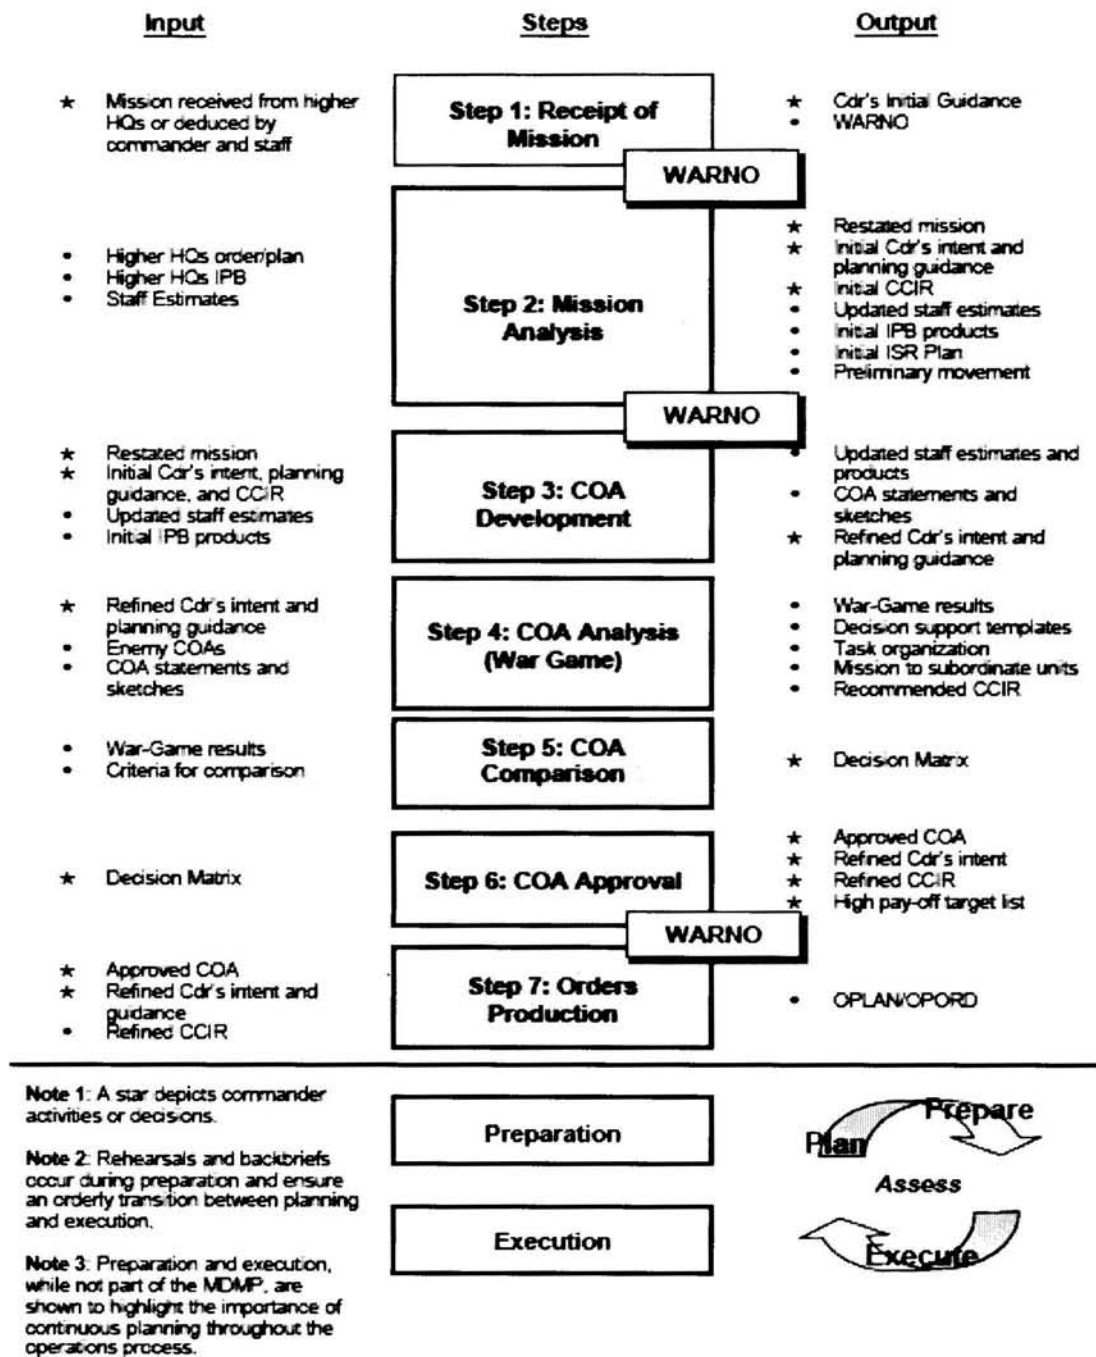 Input
Steps
Output
★ Mission received from higher
HQs or deduced by
commander and staff
Step 1: Receipt of
Mission
★ Cdr's Initial Guidance
• WARNO
WARNO
• Higher HQs order/plan
• Higher HQs IPB
• Staff Estimates
Step 2: Mission
Analysis
★ Restated mission
★ Initial Cdr's intent and
planning guidance
★ Initial CCIR
• Updated staff estimates
• Initial IPB products
• Initial ISR Plan
• Preliminary movement
WARNO
★ Restated mission
★ Initial Cdr's intent, planning
guidance, and CCIR
• Updated staff estimates
• Initial IPB products
Step 3: COA
Development
• Updated staff estimates and
products
• COA statements and
sketches
★ Refined Cdr's intent and
planning guidance
★ Refined Cdr's intent and
planning guidance
• Enemy COAs
• COA statements and
sketches
Step 4: COA Analysis
(War Game)
• War-Game results
• Decision support templates
• Task organization
• Mission to subordinate units
• Recommended CCIR
• War-Game results
• Criteria for comparison
Step 5: COA
Comparison
★ Decision Matrix
★ Decision Matrix
Step 6: COA Approval
★ Approved COA
★ Refined Cdr's intent
★ Refined CCIR
★ High pay-off target list
WARNO
★ Approved COA
★ Refined Cdr's intent and
guidance
• Refined CCIR
Step 7: Orders
Production
• OPLAN/OPORD
Note 1: A star depicts commander
activities or decisions.
Note 2: Rehearsals and backbriefs
occur during preparation and ensure
an orderly transition between planning
and execution.
Note 3: Preparation and execution,
while not part of the MDMP, are
shown to highlight the importance of
continuous planning throughout the
operations process.
Preparation
Execution
Plan
Prepare
Assess
Execute